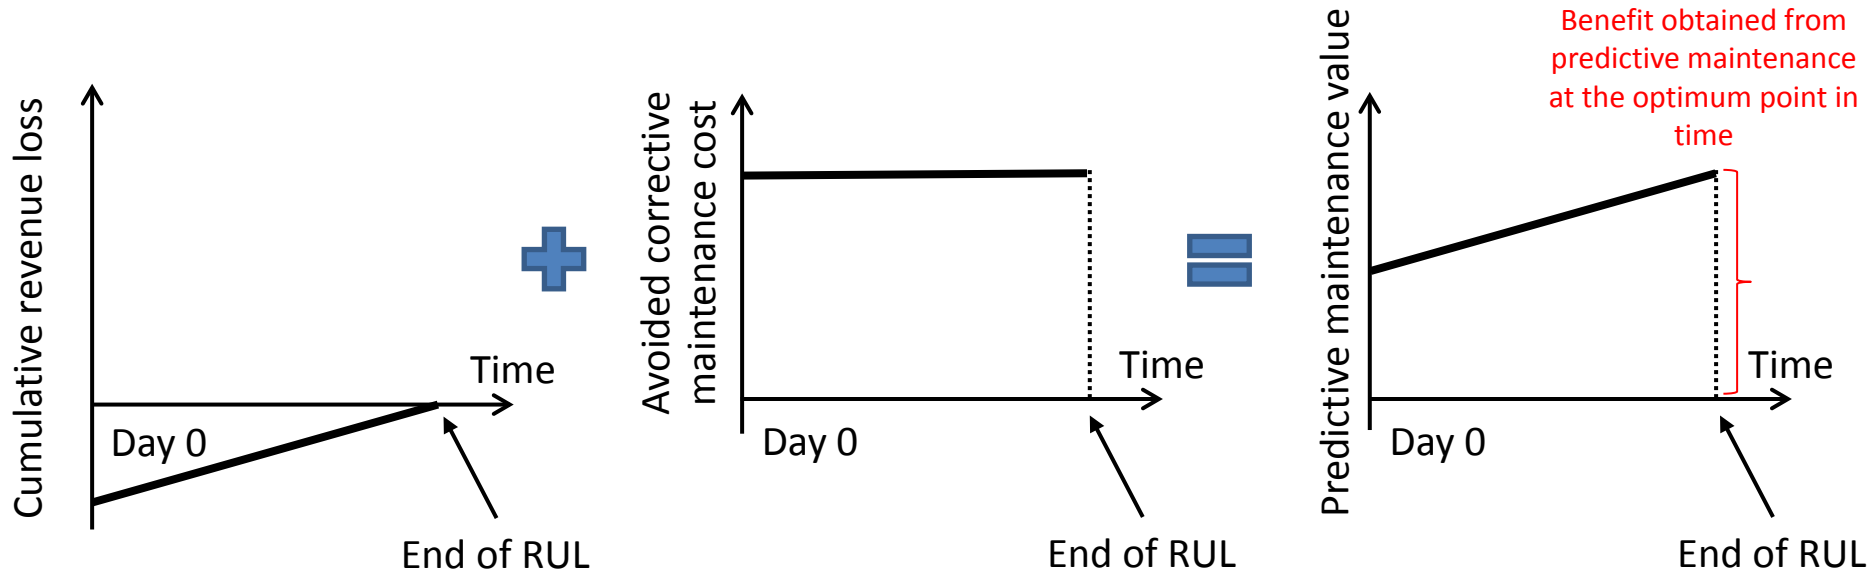 Cumulative revenue loss
Time
Day 0
End of RUL
Avoided corrective
maintenance cost
Time
Day 0
End of RUL
Predictive maintenance value
Benefit obtained from
predictive maintenance
at the optimum point in
time
Time
Day 0
End of RUL